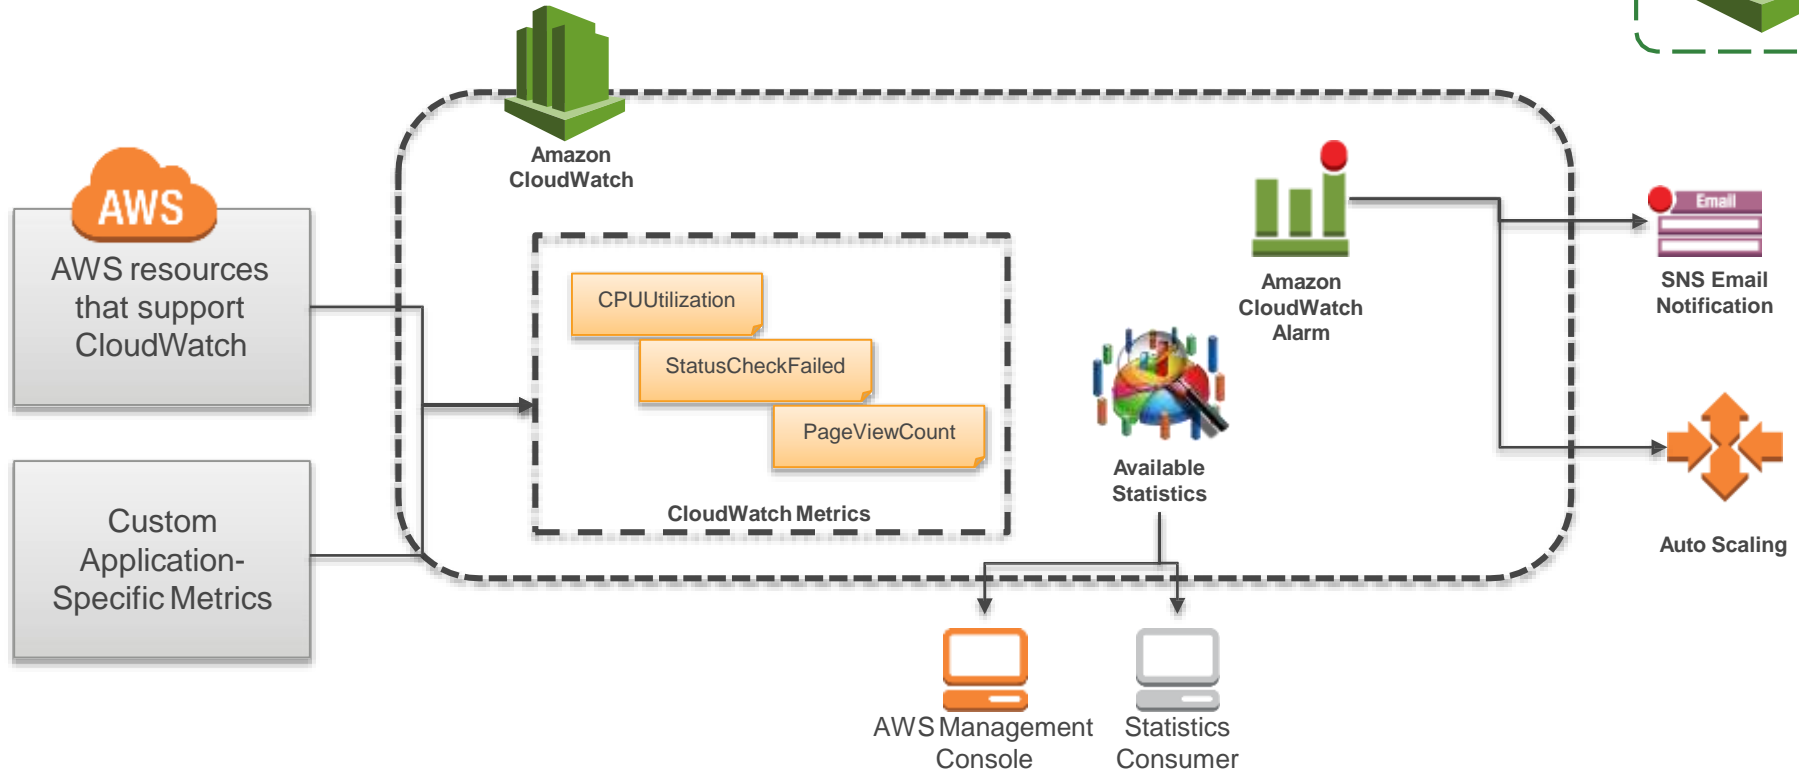 Amazon
CloudWatch
AWS
AWS resources
that support
CloudWatch
Custom
Application-
Specific Metrics
CPUUtilization
StatusCheckFailed
PageViewCount
CloudWatch Metrics
Available
Statistics
Amazon
CloudWatch
Alarm
Email
SNS Email
Notification
Auto Scaling
AWS Management
Console
Statistics
Consumer